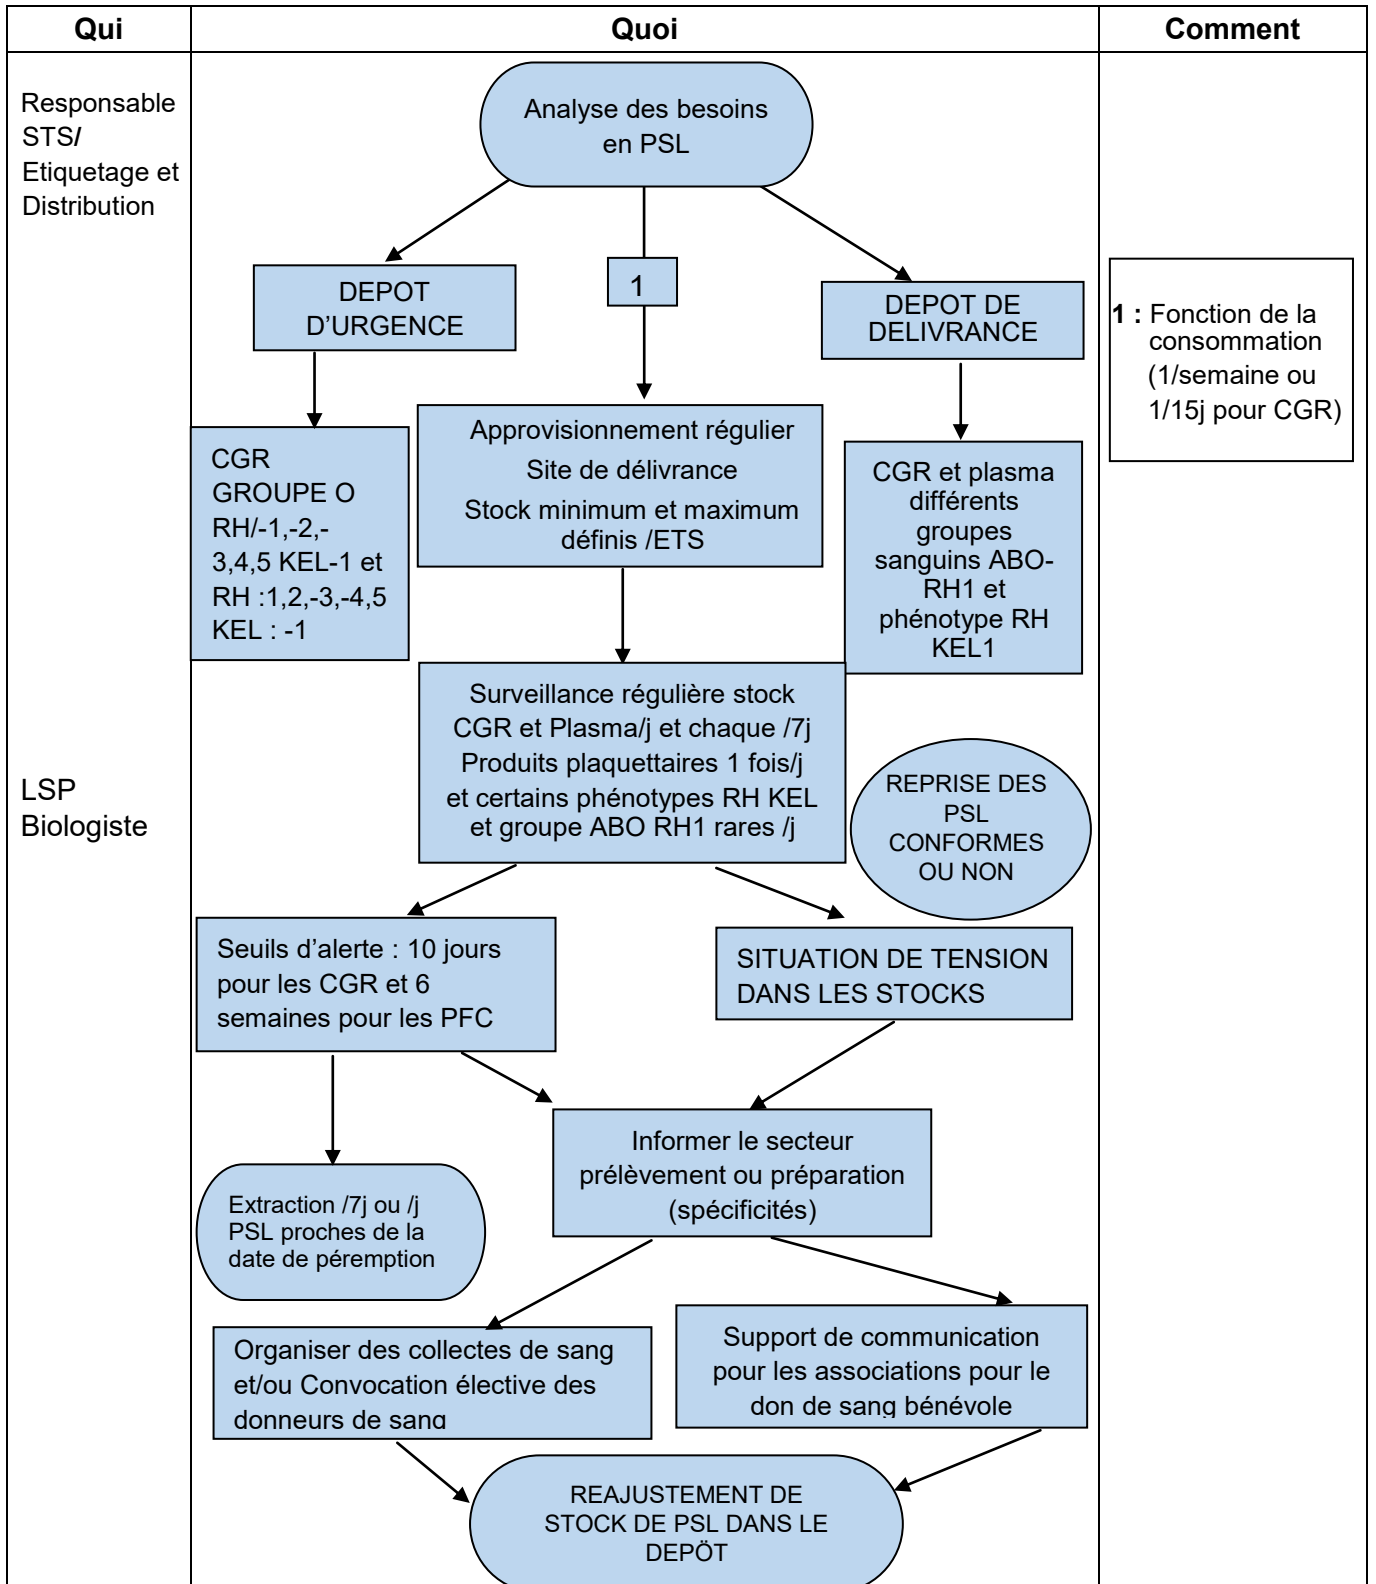 Qui
Quoi
Comment
Responsable
STS/
Etiquetage et
Distribution
Analyse des besoins
en PSL
DEPOT
D’URGENCE
1
DEPOT DE
DELIVRANCE
1 : Fonction de la
consommation
(1/semaine ou
1/15j pour CGR)
CGR
GROUPE O
RH/-1,-2,-
3,4,5 KEL-1 et
RH :1,2,-3,-4,5
KEL : -1
Approvisionnement régulier
Site de délivrance
Stock minimum et maximum
définis /ETS
CGR et plasma
différents
groupes
sanguins ABO-
RH1 et
phénotype RH
KEL1
LSP
Biologiste
Surveillance régulière stock
CGR et Plasma/j et chaque /7j
Produits plaquettaires 1 fois/j
et certains phénotypes RH KEL
et groupe ABO RH1 rares /j
REPRISE DES
PSL
CONFORMES
OU NON
Seuils d’alerte : 10 jours
pour les CGR et 6
semaines pour les PFC
SITUATION DE TENSION
DANS LES STOCKS
Informer le secteur
prélèvement ou préparation
(spécificités)
Extraction /7j ou /j
PSL proches de la
date de péremption
Organiser des collectes de sang
et/ou Convocation élective des
donneurs de sang
Support de communication
pour les associations pour le
don de sang bénévole
REAJUSTEMENT DE
STOCK DE PSL DANS LE
DEPÖT